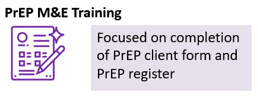 PrEP M&E Training
Focused on completion
of PrEP client form and
PrEP register